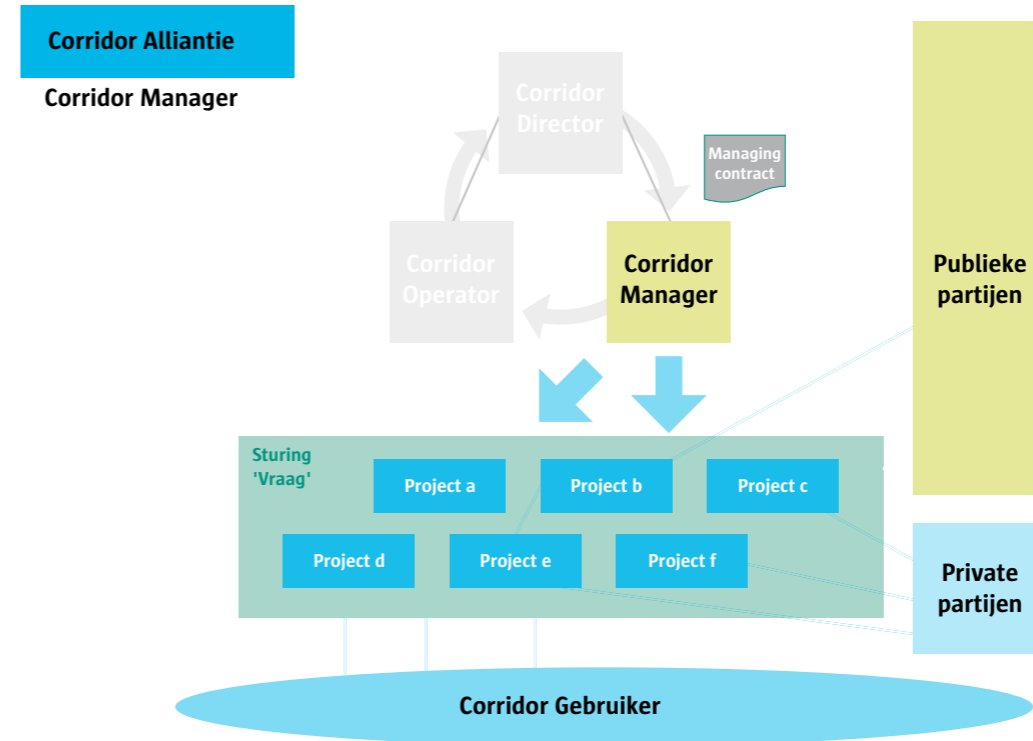 Corridor Alliantie
Corridor Manager
Corridor
Director
Managing
contract
Corridor
Operator
Corridor
Manager
Publieke
partijen
Sturing
'Vraag'
Project a
Project b
Project c
Project d
Project e
Project f
Private
partijen
Corridor Gebruiker